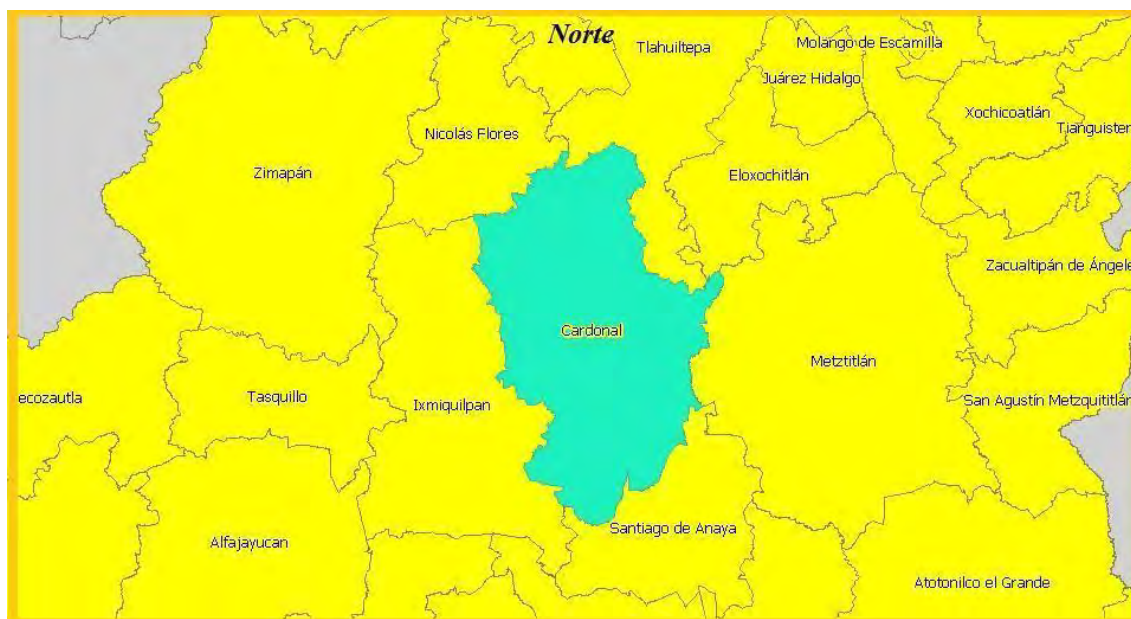 Norte
Tlahuiltepa
Molango de Escamilla
Juárez Hidalgo
Xochicoatlán
Tianguisten
Nicolás Flores
Zimapán
Eloxochitlán
Zacualtipán de Ángele
Cardonal
Metztitlán
ecozautla
Tasquillo
Ixmiquilpan
San Agustín Metzquititlán
Santiago de Anaya
Alfajayucan
Atotonilco el Grande